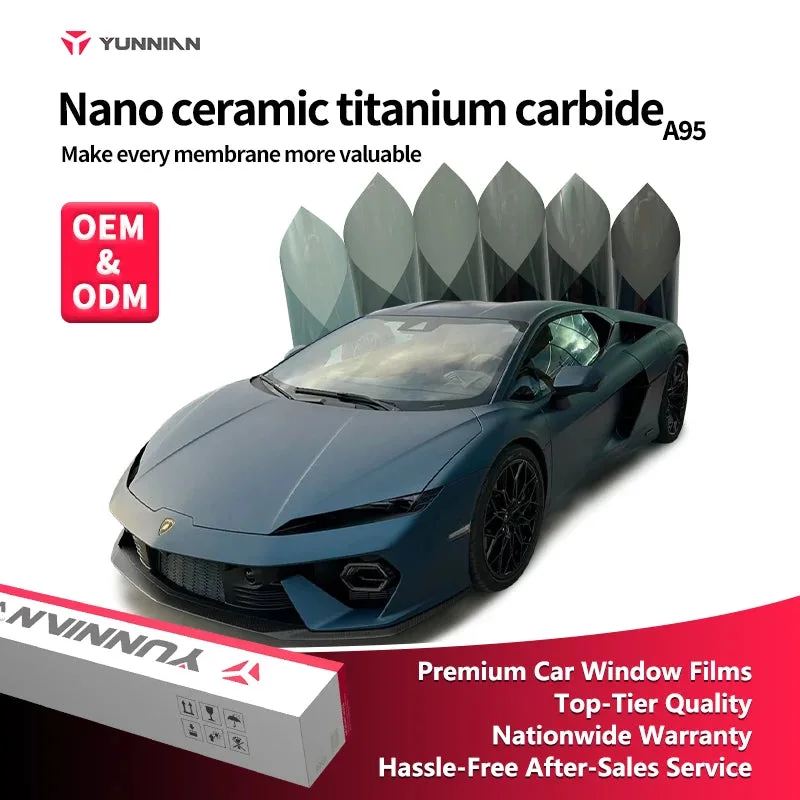 YUNNIAN
Nano ceramic titanium carbide A95
Make every membrane more valuable
OEM
&
ODM
YUNNIAN
Premium Car Window Films
Top-Tier Quality
Nationwide Warranty
Hassle-Free After-Sales Service